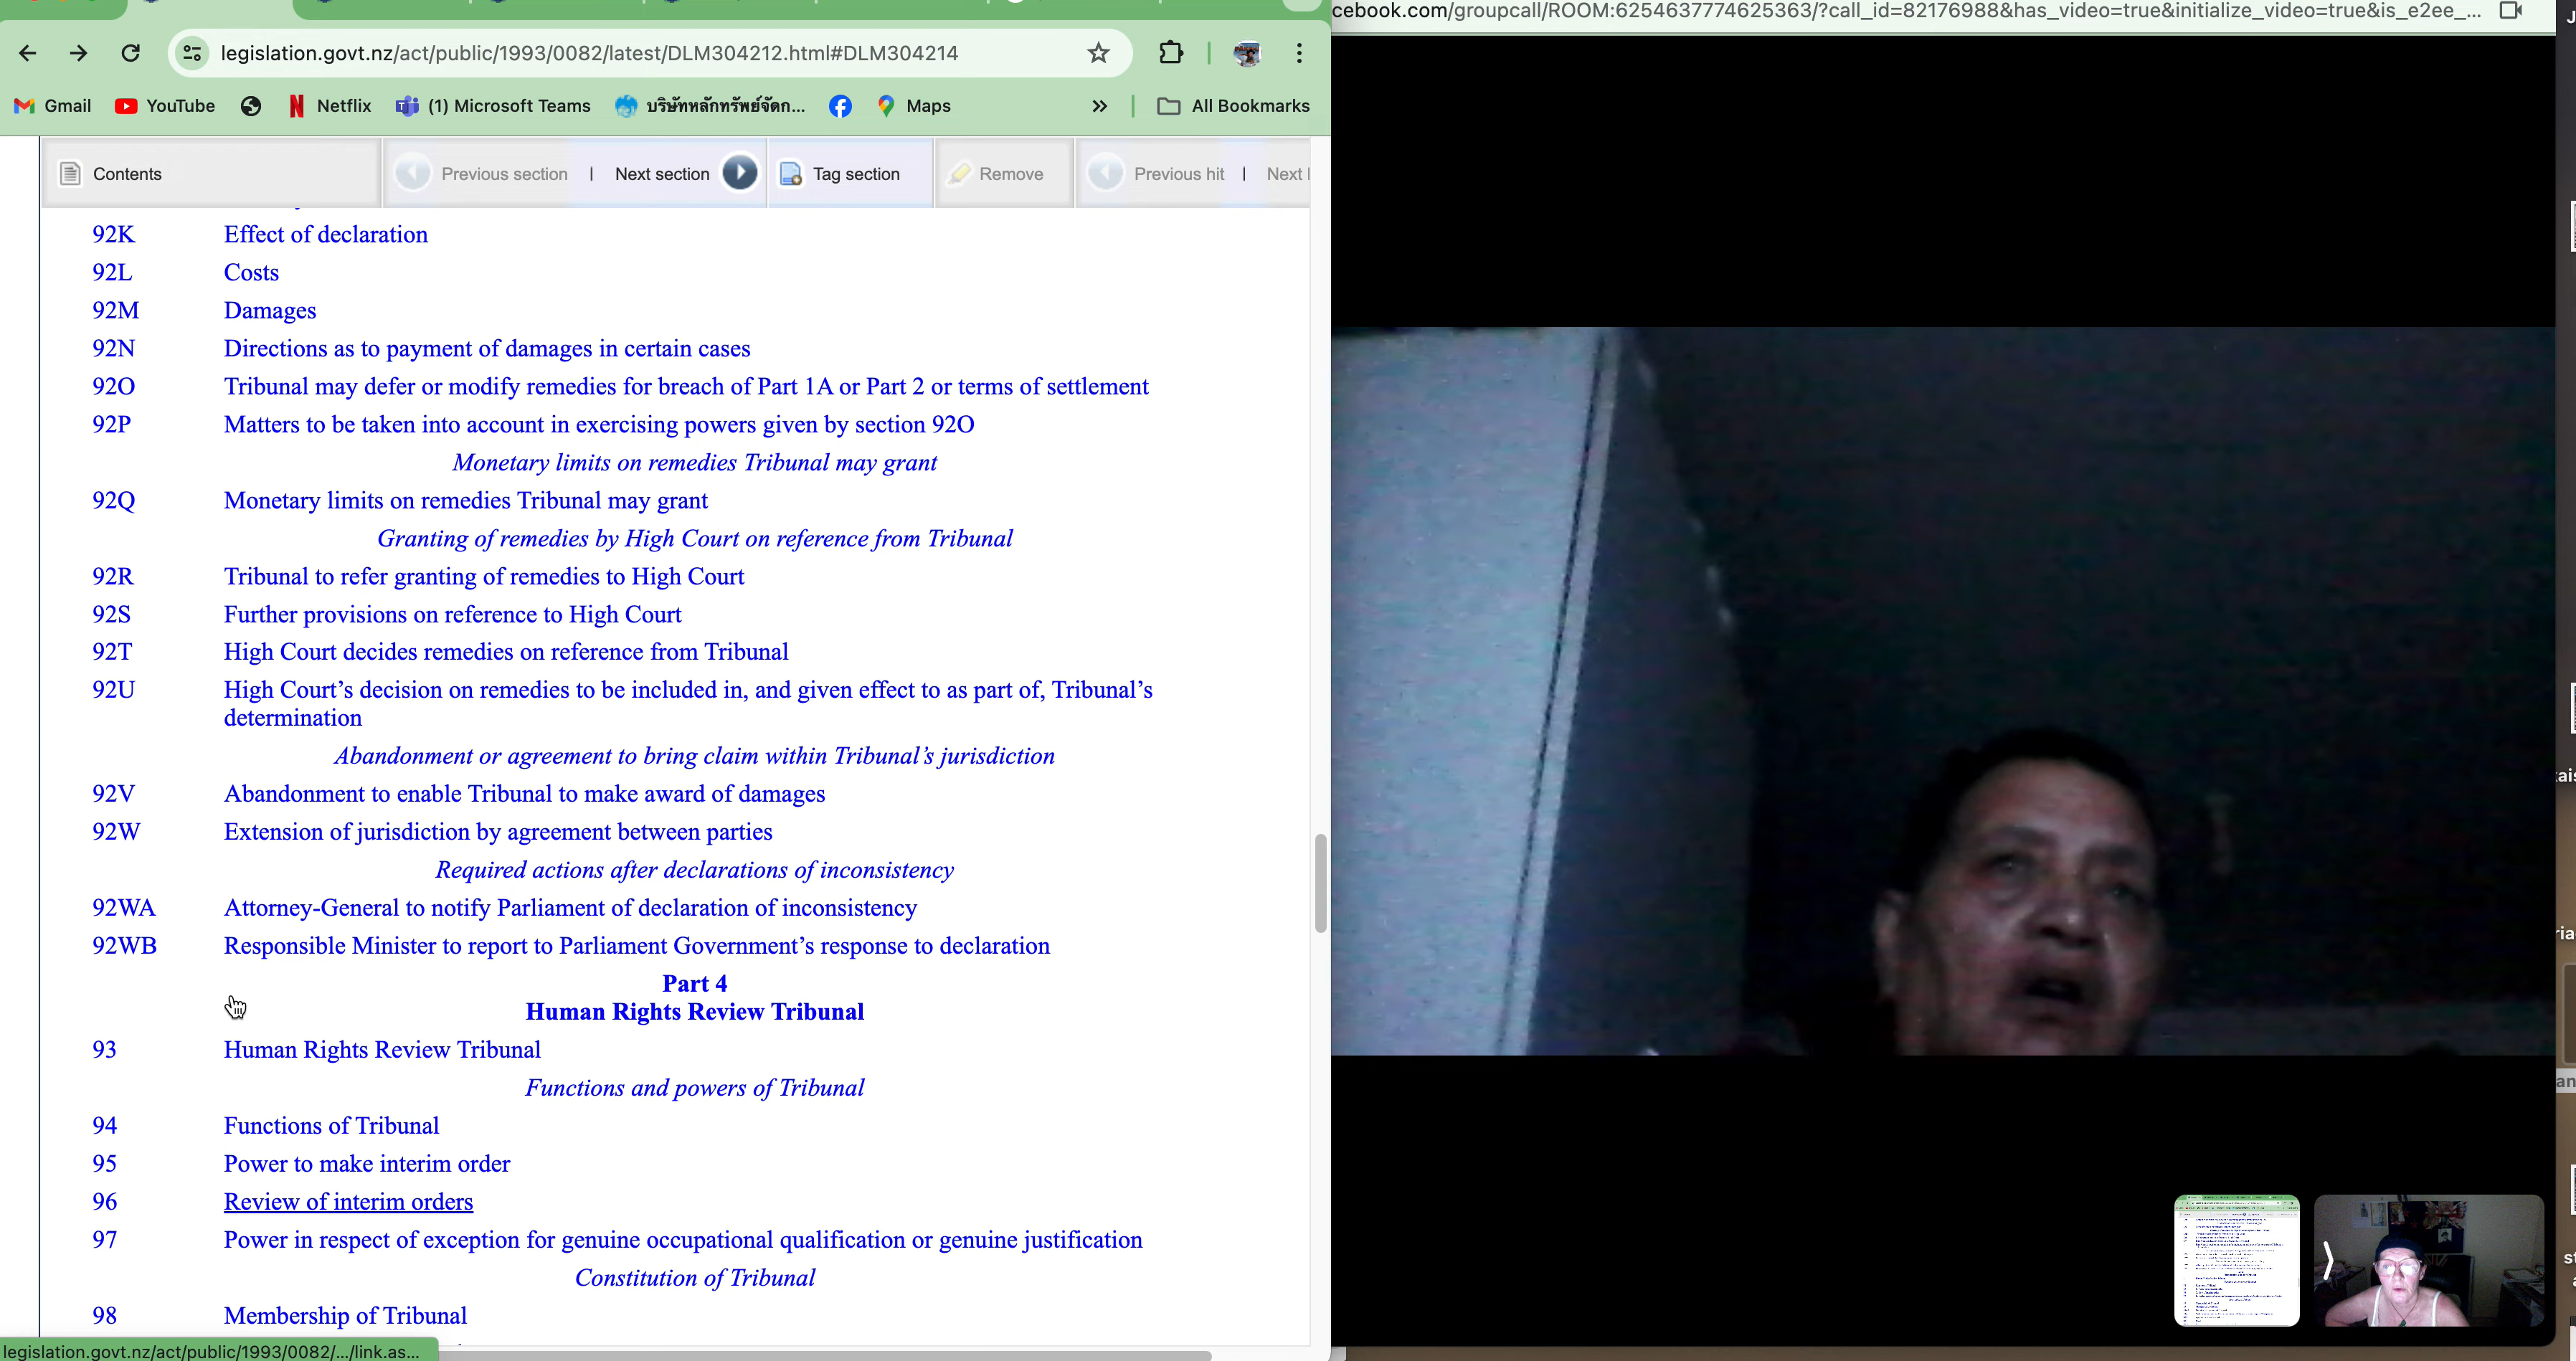 legislation.govt.nz/act/public/1993/0082/latest/DLM304212.html#DLM304214
Gmail YouTube Netflix (1) Microsoft Teams บริษัทหลักทรัพย์จัดก... Maps » All Bookmarks
Contents Previous section | Next section Tag section Remove Previous hit | Next
92K Effect of declaration
92L Costs
92M Damages
92N Directions as to payment of damages in certain cases
92O Tribunal may defer or modify remedies for breach of Part 1A or Part 2 or terms of settlement
92P Matters to be taken into account in exercising powers given by section 92O
Monetary limits on remedies Tribunal may grant
92Q Monetary limits on remedies Tribunal may grant
Granting of remedies by High Court on reference from Tribunal
92R Tribunal to refer granting of remedies to High Court
92S Further provisions on reference to High Court
92T High Court decides remedies on reference from Tribunal
92U High Court’s decision on remedies to be included in, and given effect to as part of, Tribunal’s
determination
Abandonment or agreement to bring claim within Tribunal’s jurisdiction
92V Abandonment to enable Tribunal to make award of damages
92W Extension of jurisdiction by agreement between parties
Required actions after declarations of inconsistency
92WA Attorney-General to notify Parliament of declaration of inconsistency
92WB Responsible Minister to report to Parliament Government’s response to declaration
Part 4
Human Rights Review Tribunal
93 Human Rights Review Tribunal
Functions and powers of Tribunal
94 Functions of Tribunal
95 Power to make interim order
96 Review of interim orders
97 Power in respect of exception for genuine occupational qualification or genuine justification
Constitution of Tribunal
98 Membership of Tribunal
legislation.govt.nz/act/public/1993/0082/.../link.as...
cebook.com/groupcall/ROOM:6254637774625363/?call_id=82176988&has_video=true&initialize_video=true&is_e2ee_...